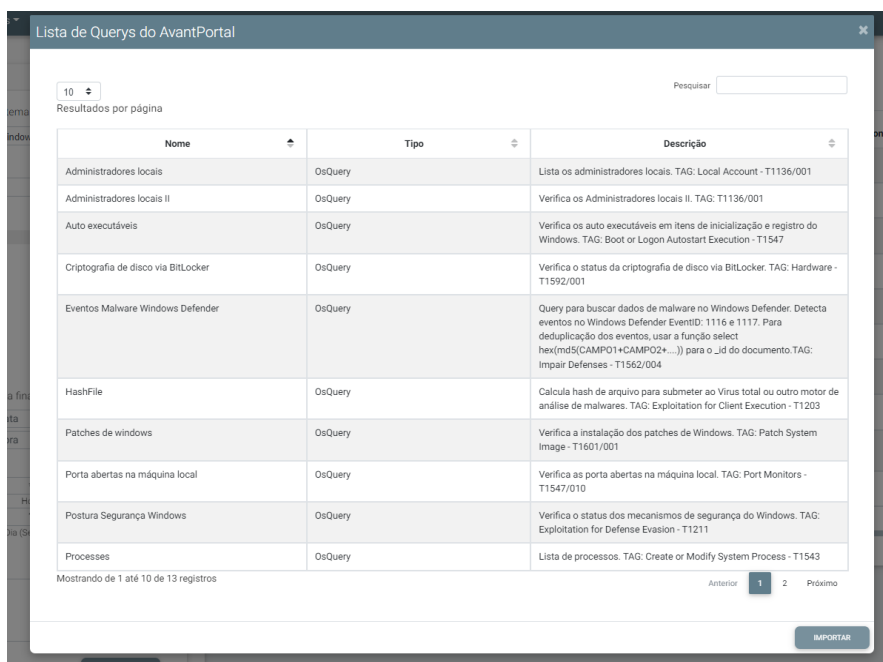 Lista de Querys do AvantPortal
10
Pesquisar
Resultados por página
Nome
Tipo
Descrição
Administradores locais
OsQuery
Lista os administradores locais. TAG: Local Account - T1136/001
Administradores locais II
OsQuery
Verifica os Administradores locais II. TAG: T1136/001
Auto executáveis
OsQuery
Verifica os auto executáveis em itens de inicialização e registro do
Windows. TAG: Boot or Logon Autostart Execution - T1547
Criptografia de disco via BitLocker
OsQuery
Verifica o status da criptografia de disco via BitLocker. TAG: Hardware -
T1592/001
Eventos Malware Windows Defender
OsQuery
Query para buscar dados de malware no Windows Defender. Detecta
eventos no Windows Defender EventID: 1116 e 1117. Para
deduplicação dos eventos, usar a função select
hex(md5(CAMPO1+CAMPO2+....)) para o _id do documento.TAG:
Impair Defenses - T1562/004
HashFile
OsQuery
Calcula hash de arquivo para submeter ao Virus total ou outro motor de
análise de malwares. TAG: Exploitation for Client Execution - T1203
Patches de windows
OsQuery
Verifica a instalação dos patches de Windows. TAG: Patch System
Image - T1601/001
Porta abertas na máquina local
OsQuery
Verifica as porta abertas na máquina local. TAG: Port Monitors -
T1547/010
Postura Segurança Windows
OsQuery
Verifica o status dos mecanismos de segurança do Windows. TAG:
Exploitation for Defense Evasion - T1211
Processes
OsQuery
Lista de processos. TAG: Create or Modify System Process - T1543
Mostrando de 1 até 10 de 13 registros
Anterior 1 2 Próximo
IMPORTAR